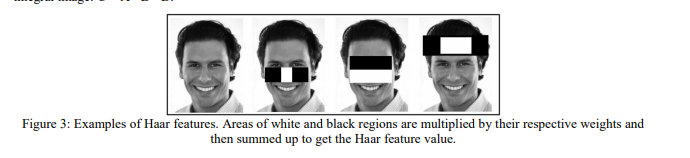 Figure 3: Examples of Haar features. Areas of white and black regions are multiplied by their respective weights and
then summed up to get the Haar feature value.